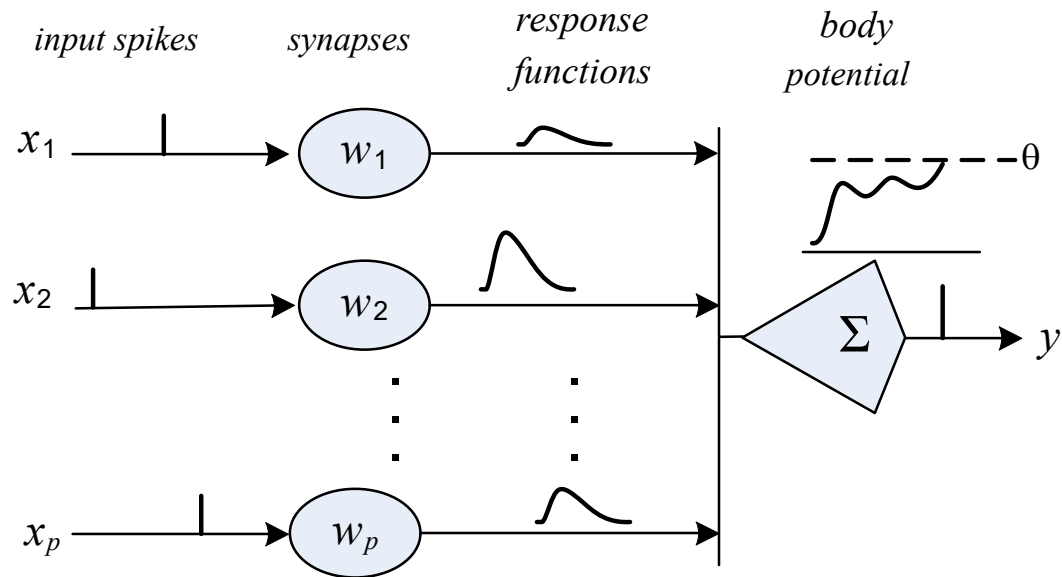 input spikes
synapses
response
functions
body
potential
x1
w1
θ
x2
w2
Σ
y
xp
wp